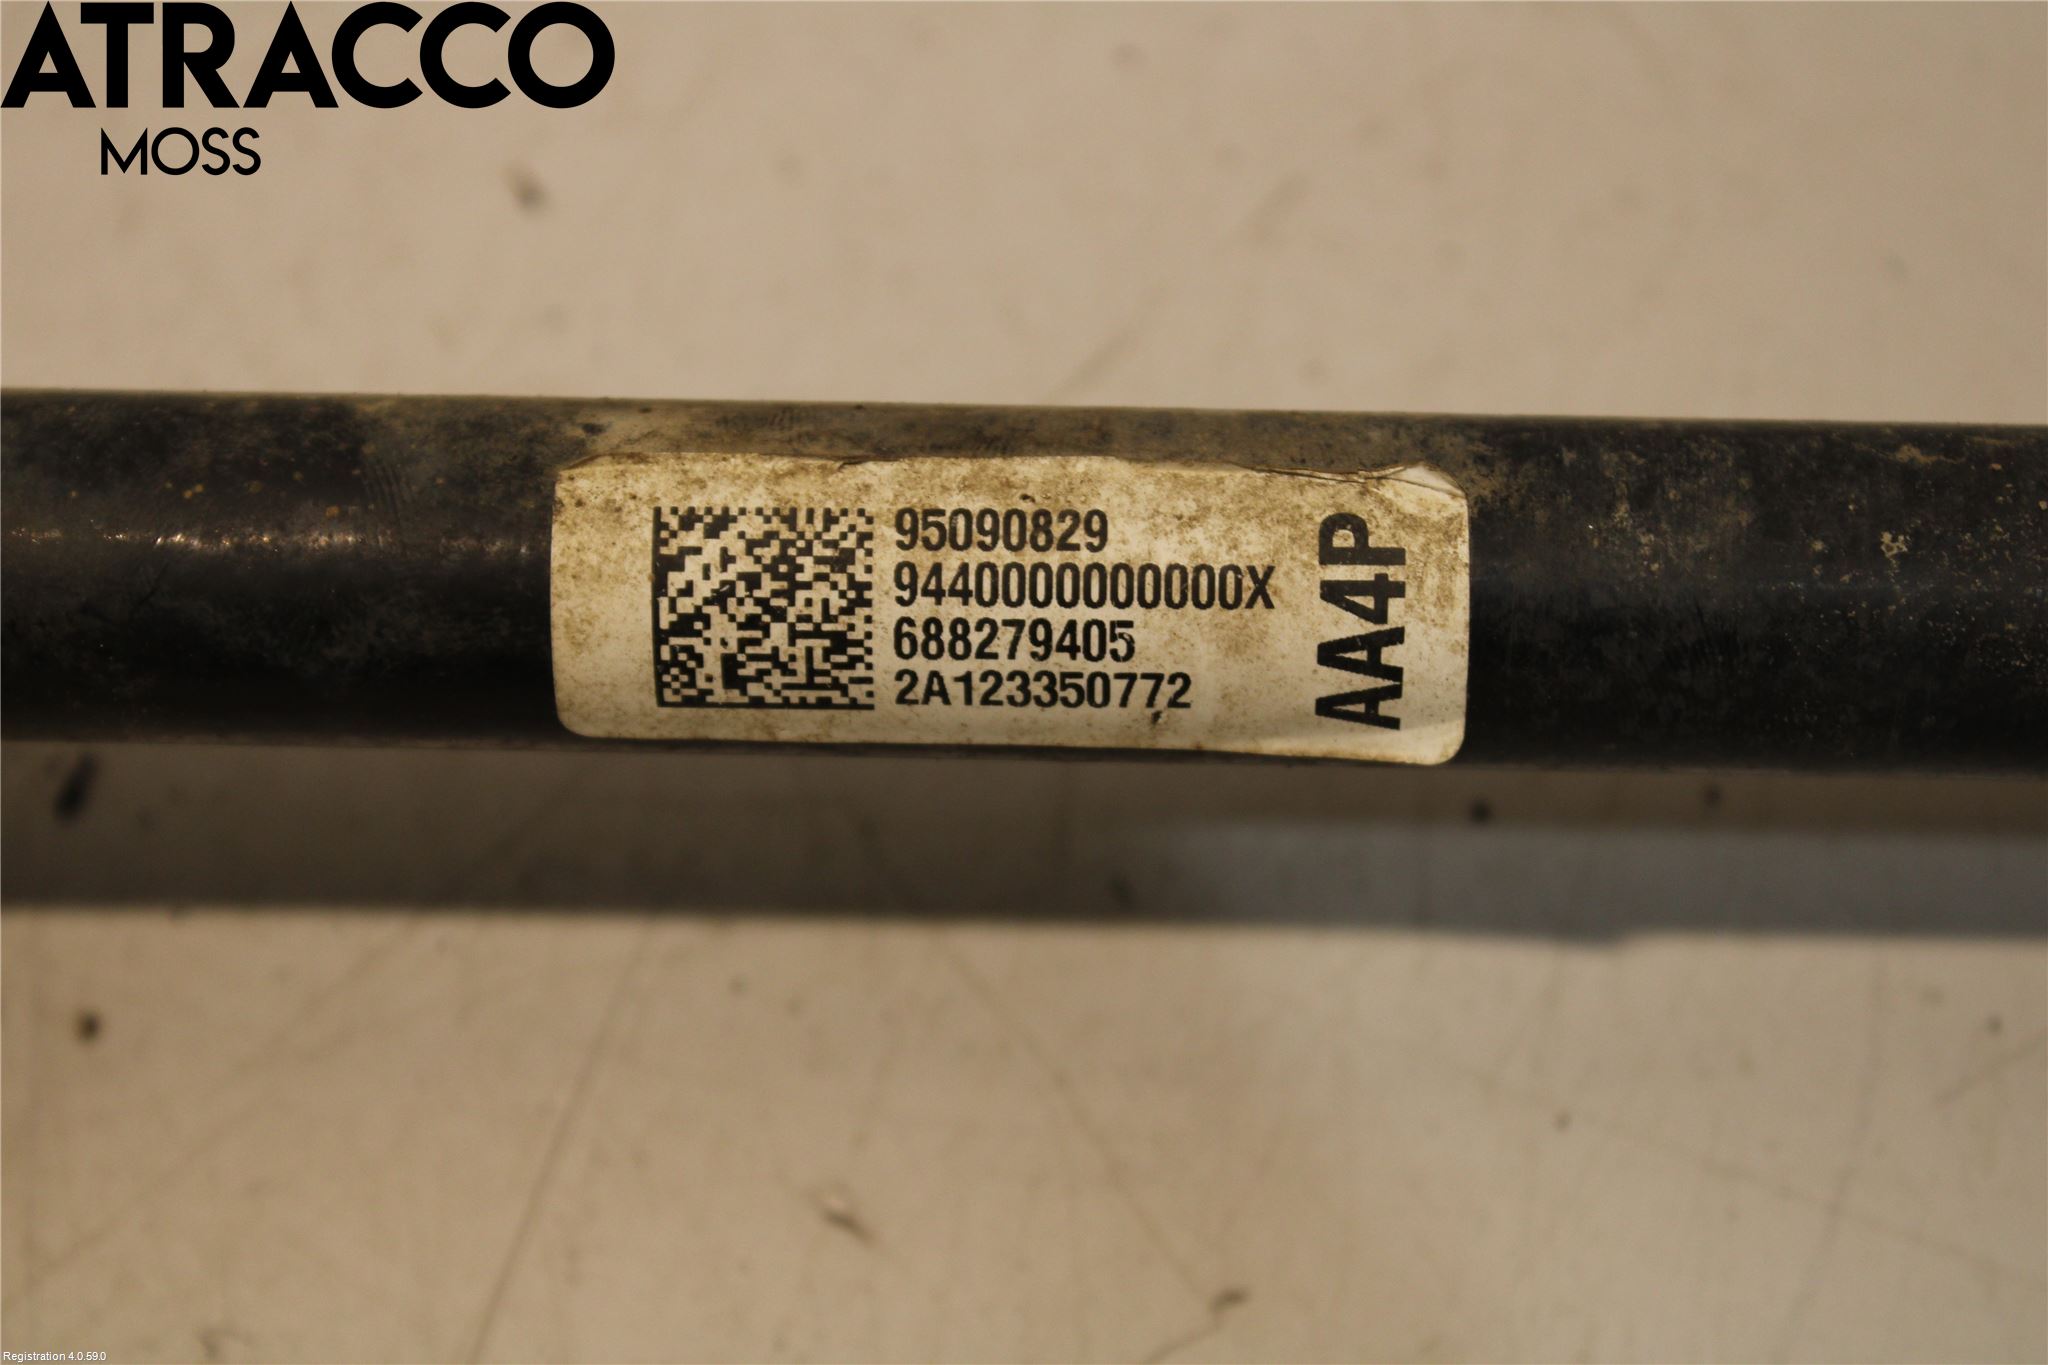 ATRACCO
MOSS
95090829
9440000000000X
688279405
2A123350772
AA4P
Registration 4.0.59.0